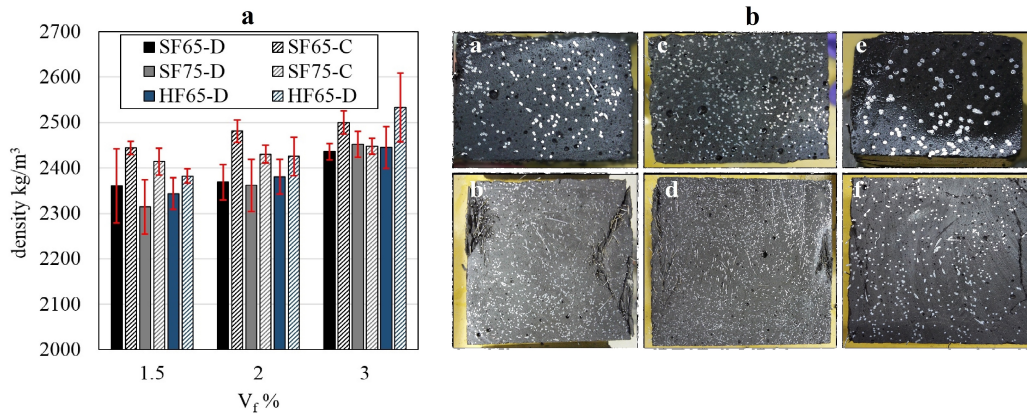 a
2700
2600
2500
2400
2300
2200
2100
2000
density kg/m³
SF65-D
SF65-C
SF75-D
SF75-C
HF65-D
HF65-D
1.5
2
3
V_f %
b
a
c
e
b
d
f